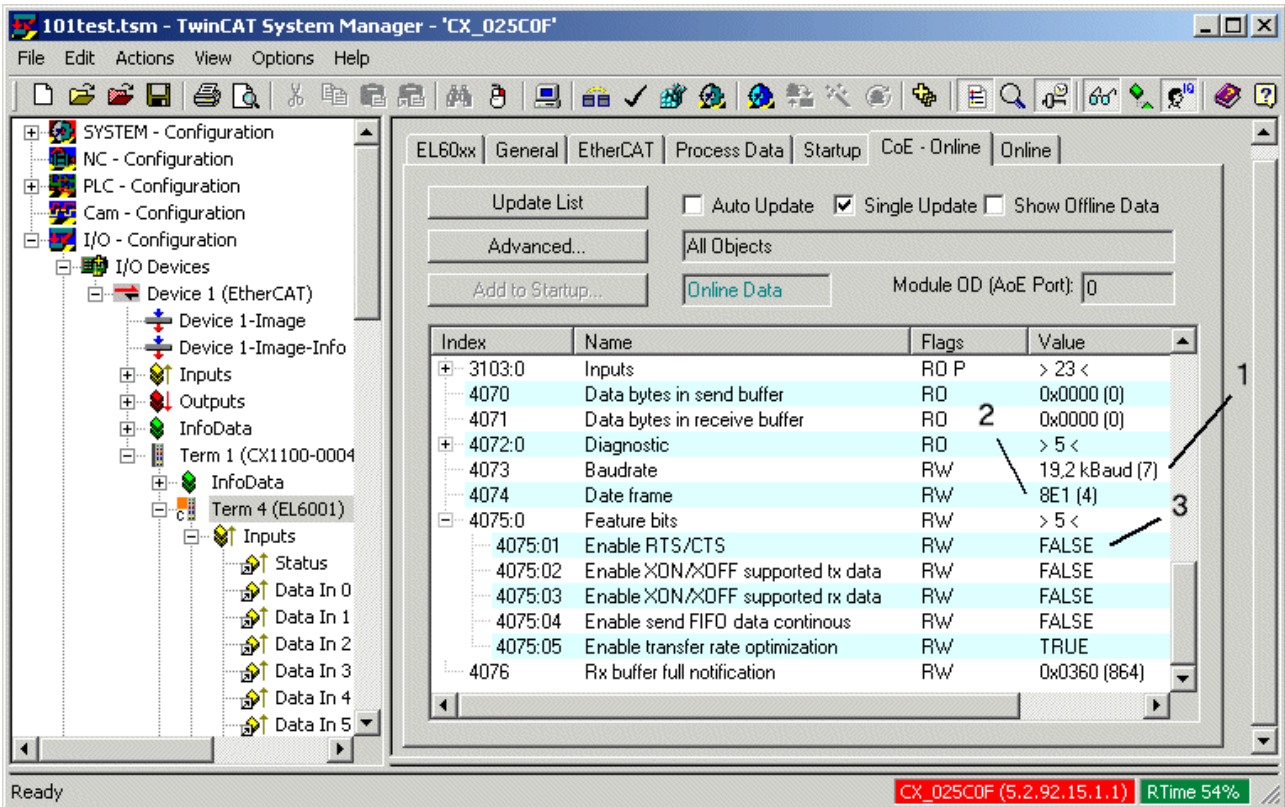 101test.tsm - TwinCAT System Manager - 'CX_025C0F'
File Edit Actions View Options Help
SYSTEM - Configuration
NC - Configuration
PLC - Configuration
Cam - Configuration
I/O - Configuration
I/O Devices
Device 1 (EtherCAT)
Device 1-Image
Device 1-Image-Info
Inputs
Outputs
InfoData
Term 1 (CX1100-0004
InfoData
Term 4 (EL6001)
Inputs
Status
Data In 0
Data In 1
Data In 2
Data In 3
Data In 4
Data In 5
EL60xx General EtherCAT Process Data Startup CoE - Online Online
Update List Auto Update Single Update Show Offline Data
Advanced... All Objects
Add to Startup... Online Data Module OD (AoE Port): 0
Index Name Flags Value
3103:0 Inputs RO P > 23 <
4070 Data bytes in send buffer RO 0x0000 (0)
4071 Data bytes in receive buffer RO 0x0000 (0)
4072:0 Diagnostic RO > 5 <
4073 Baudrate RW 19,2 kBaud (7)
4074 Date frame RW 8E1 (4)
4075:0 Feature bits RW > 5 <
4075:01 Enable RTS/CTS RW FALSE
4075:02 Enable XON/XOFF supported tx data RW FALSE
4075:03 Enable XON/XOFF supported rx data RW FALSE
4075:04 Enable send FIFO data continous RW FALSE
4075:05 Enable transfer rate optimization RW TRUE
4076 Rx buffer full notification RW 0x0360 (864)
1
2
3
Ready CX_025C0F (5.2.92.15.1.1) RTime 54%